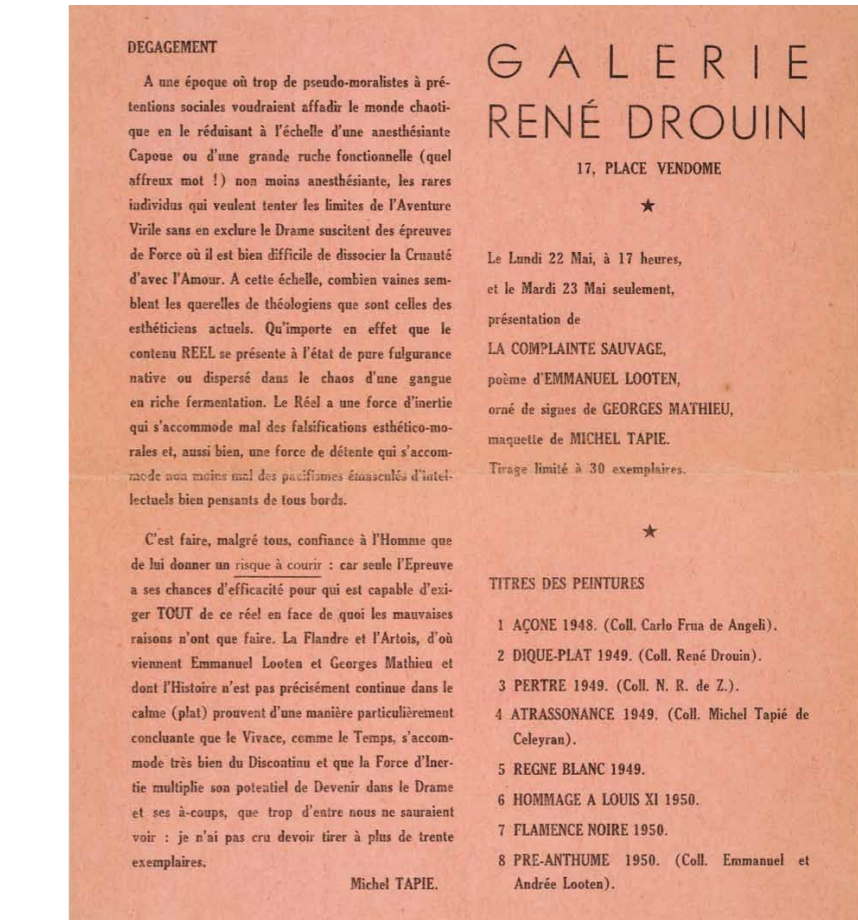 DEGAGEMENT
A une époque où trop de pseudo-moralistes à pré-
tentions sociales voudraient affadir le monde chaoti-
que en le réduisant à l'échelle d'une anesthésiante
Capoue ou d'une grande ruche fonctionnelle (quel
affreux mot !) non moins anesthésiante, les rares
individus qui veulent tenter les limites de l'Aventure
Virile sans en exclure le Drame suscitent des épreuves
de Force où il est bien difficile de dissocier la Cruauté
d'avec l'Amour. A cette échelle, combien vaines sem-
blent les querelles de théologiens que sont celles des
esthéticiens actuels. Qu'importe en effet que le
contenu REEL se présente à l'état de pure fulgurance
native ou dispersé dans le chaos d'une gangue
en riche fermentation. Le Réel a une force d'inertie
qui s'accommode mal des falsifications esthético-mo-
rales et, aussi bien, une force de détente qui s'accom-
mode non moins mal des pacifismes émasculés d'intel-
lectuels bien pensants de tous bords.
C'est faire, malgré tous, confiance à l'Homme que
de lui donner un risque à courir : car seule l'Epreuve
a ses chances d'efficacité pour qui est capable d'exi-
ger TOUT de ce réel en face de quoi les mauvaises
raisons n'ont que faire. La Flandre et l'Artois, d'où
viennent Emmanuel Looten et Georges Mathieu et
dont l'Histoire n'est pas précisément continue dans le
calme (plat) prouvent d'une manière particulièrement
concluante que le Vivace, comme le Temps, s'accom-
mode très bien du Discontinu et que la Force d'Iner-
tie multiplie son potentiel de Devenir dans le Drame
et ses à-coups, que trop d'entre nous ne sauraient
voir : je n'ai pas cru devoir tirer à plus de trente
exemplaires.
Michel TAPIE.
GALERIE
RENÉ DROUIN
17, PLACE VENDOME
★
Le Lundi 22 Mai, à 17 heures,
et le Mardi 23 Mai seulement,
présentation de
LA COMPLAINTE SAUVAGE,
poème d'EMMANUEL LOOTEN,
orné de signes de GEORGES MATHIEU,
maquette de MICHEL TAPIE.
Tirage limité à 30 exemplaires.
★
TITRES DES PEINTURES
1 AÇONE 1948. (Coll. Carlo Frua de Angeli).
2 DIQUE-PLAT 1949. (Coll. René Drouin).
3 PERTRE 1949. (Coll. N. R. de Z.).
4 ATRASSONANCE 1949. (Coll. Michel Tapié de
Celeyran).
5 REGNE BLANC 1949.
6 HOMMAGE A LOUIS XI 1950.
7 FLAMENCE NOIRE 1950.
8 PRE-ANTHUME 1950. (Coll. Emmanuel et
Andrée Looten).